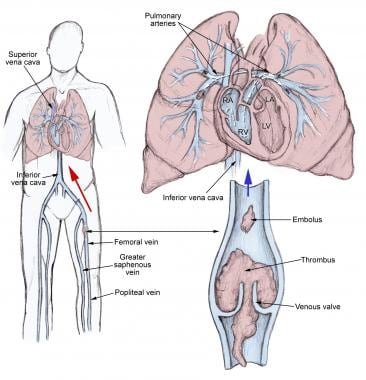 Superior
vena cava
Inferior
vena cava
Femoral vein
Greater
saphenous
vein
Popliteal vein
Pulmonary
arteries
RA
LA
RV
LV
Inferior vena cava
Embolus
Thrombus
Venous valve